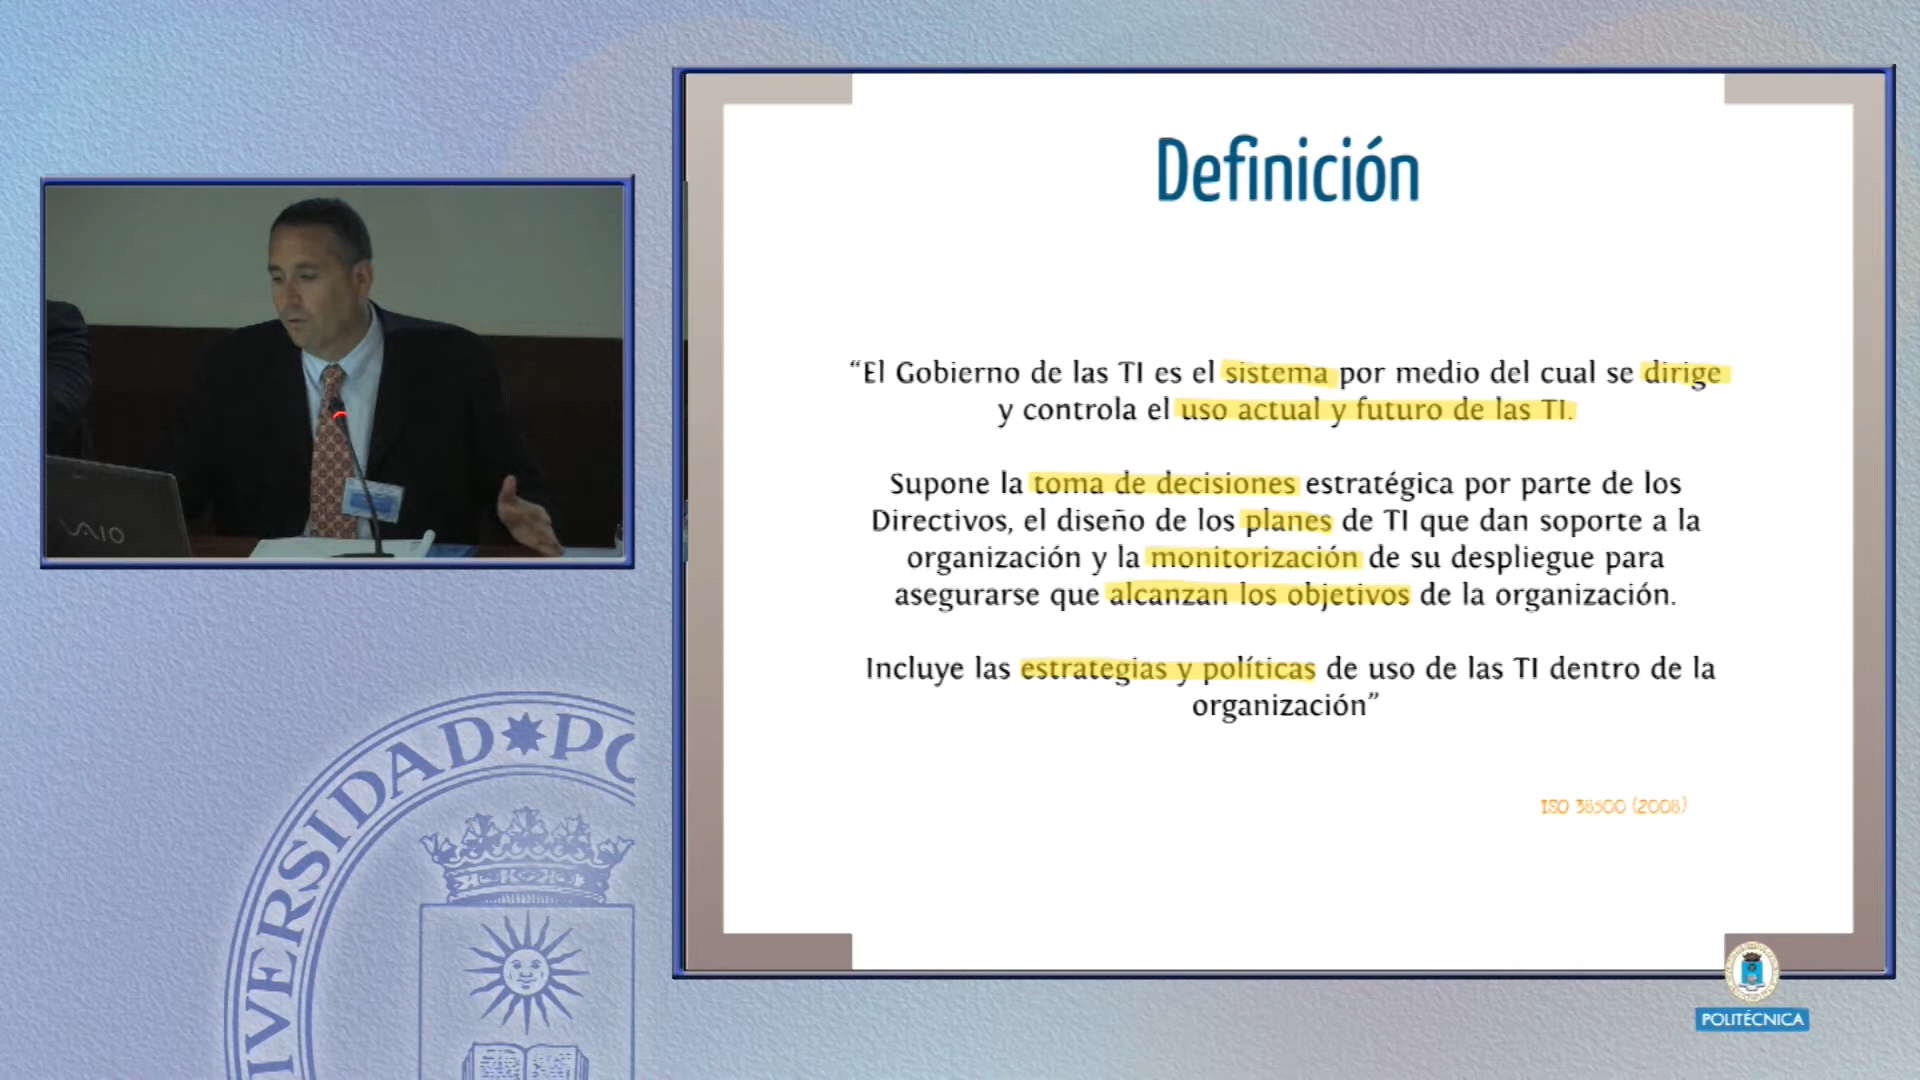 Definición
“El Gobierno de las TI es el sistema por medio del cual se dirige
y controla el uso actual y futuro de las TI.
Supone la toma de decisiones estratégica por parte de los
Directivos, el diseño de los planes de TI que dan soporte a la
organización y la monitorización de su despliegue para
asegurarse que alcanzan los objetivos de la organización.
Incluye las estrategias y políticas de uso de las TI dentro de la
organización”
ISO 38500 (2008)
VAIO
IVERSIDAD PO
POLITÉCNICA